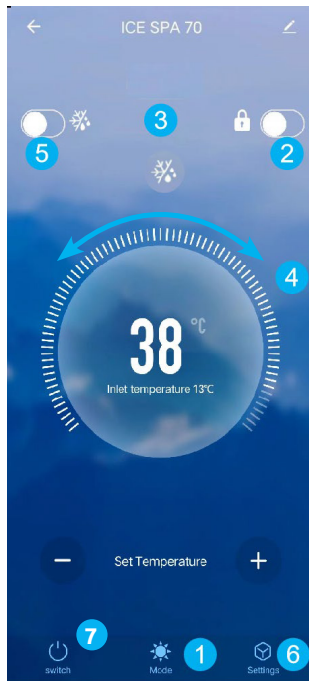 ICE SPA 70
3
5
2
4
38 °C
Inlet temperature 13℃
− Set Temperature +
7
1
6
switch Mode Settings